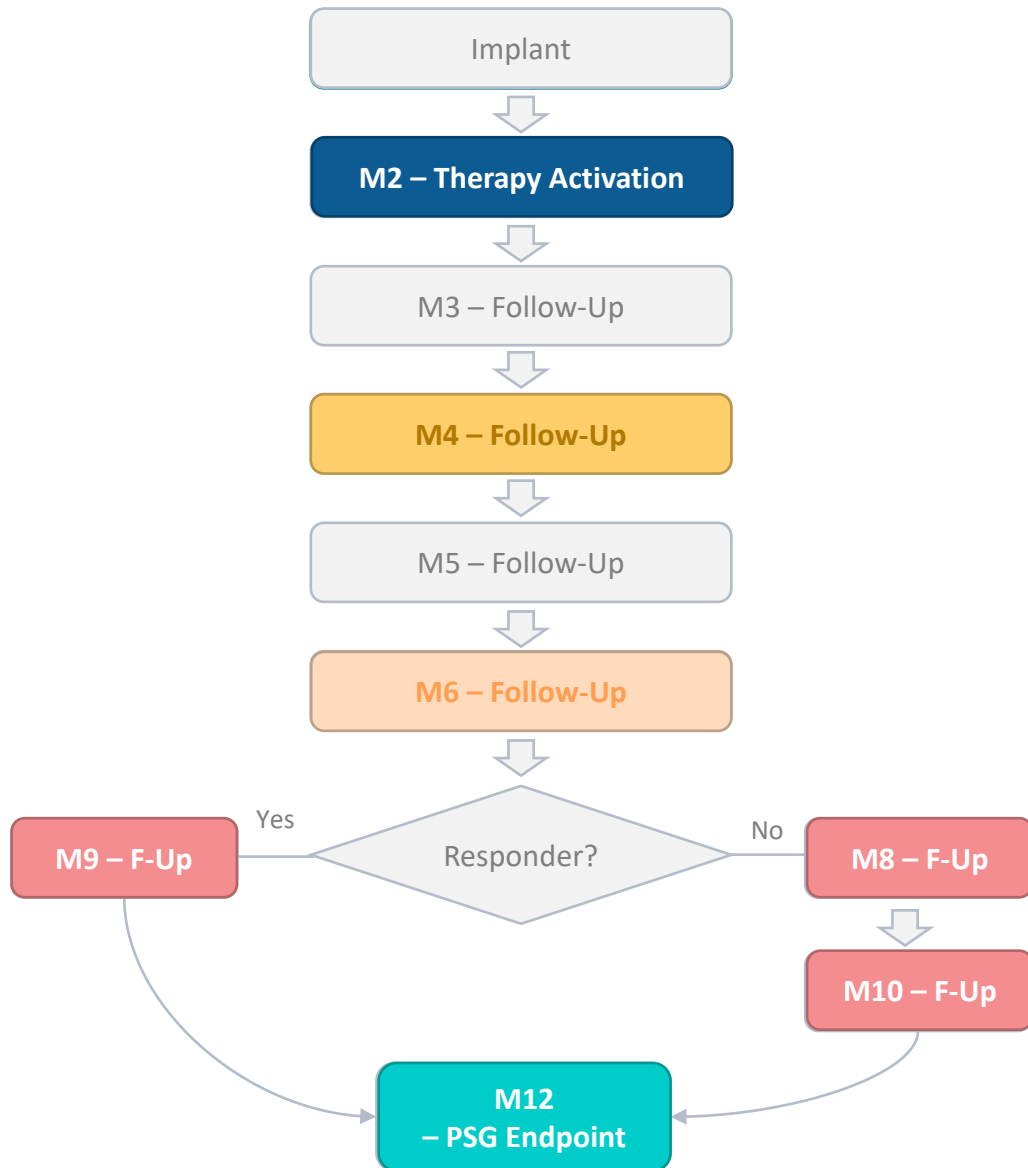 Implant
M2 – Therapy Activation
M3 – Follow-Up
M4 – Follow-Up
M5 – Follow-Up
M6 – Follow-Up
Responder?
Yes
No
M9 – F-Up
M8 – F-Up
M10 – F-Up
M12
– PSG Endpoint